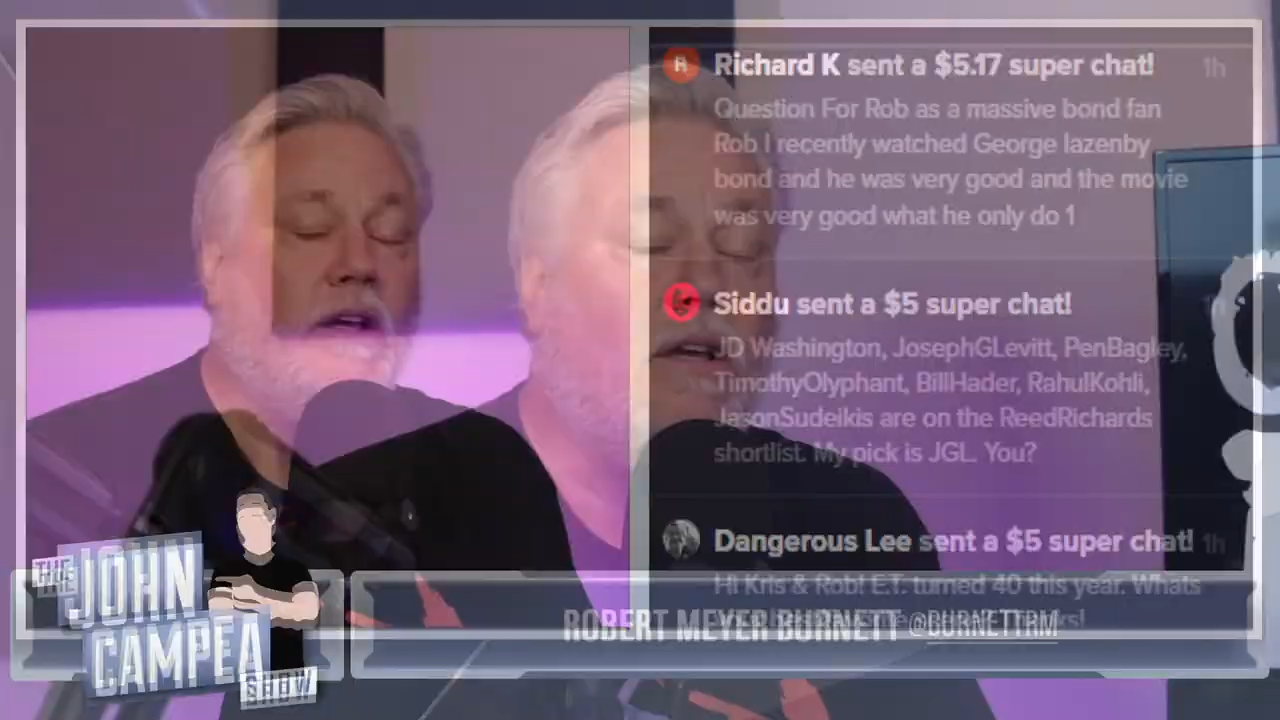 Richard K sent a $5.17 super chat!
1h
Question For Rob as a massive bond fan
Rob I recently watched George lazenby
bond and he was very good and the movie
was very good what he only do 1
Siddu sent a $5 super chat!
JD Washington, JosephGLevitt, PenBagley,
TimothyOlyphant, BillHader, RahulKohli,
JasonSudeikis are on the ReedRichards
shortlist. My pick is JGL. You?
Dangerous Lee sent a $5 super chat!
1h
Hi Kris & Rob! E.T. turned 40 this year. Whats
ROBERT MEYER BURNETT @BURNETTRM
THE
JOHN
CAMPEA
SHOW